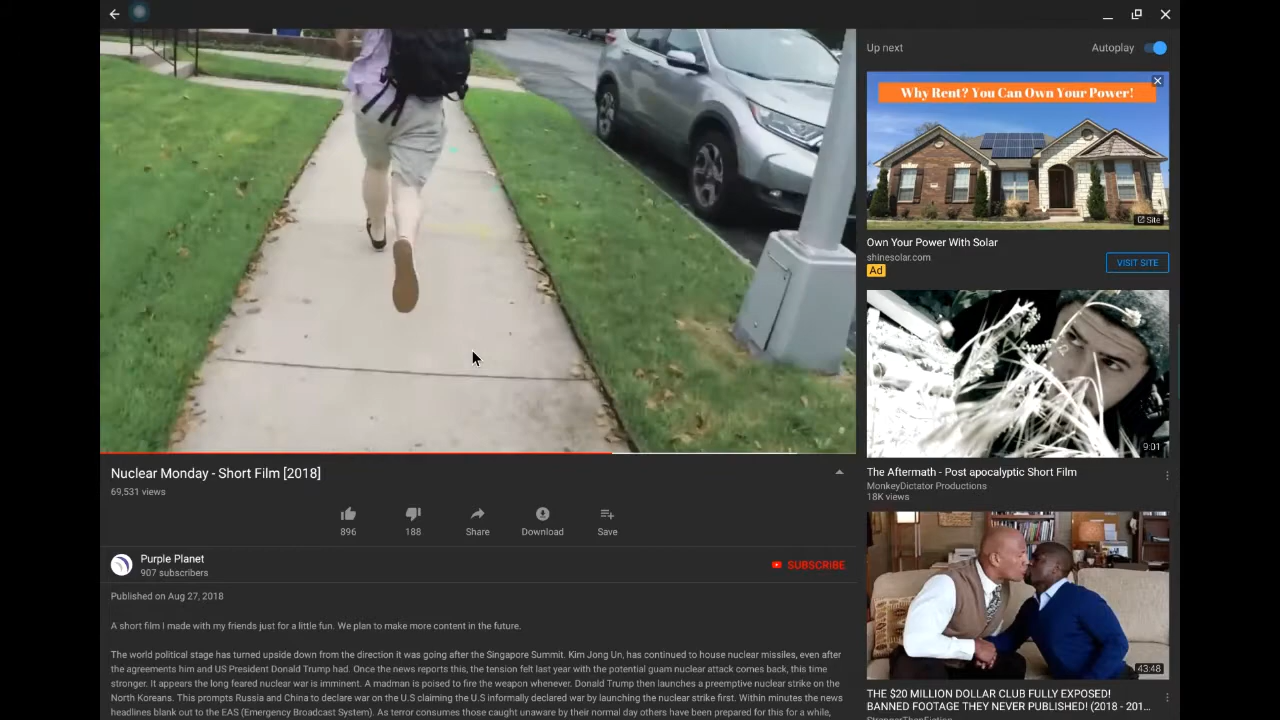 Up next
Autoplay
Why Rent? You Can Own Your Power!
Site
Own Your Power With Solar
shinesolar.com
Ad
VISIT SITE
9:01
The Aftermath - Post apocalyptic Short Film
MonkeyDictator Productions
18K views
43:48
THE $20 MILLION DOLLAR CLUB FULLY EXPOSED!
BANNED FOOTAGE THEY NEVER PUBLISHED! (2018 - 201...
StrongerThenFiction
Nuclear Monday - Short Film [2018]
69,531 views
896
188
Share
Download
Save
Purple Planet
907 subscribers
SUBSCRIBE
Published on Aug 27, 2018
A short film I made with my friends just for a little fun. We plan to make more content in the future.
The world political stage has turned upside down from the direction it was going after the Singapore Summit. Kim Jong Un, has continued to house nuclear missiles, even after
the agreements him and US President Donald Trump had. Once the news reports this, the tension felt last year with the potential guam nuclear attack comes back, this time
stronger. It appears the long feared nuclear war is imminent. A madman is poised to fire the weapon whenever. Donald Trump then launches a preemptive nuclear strike on the
North Koreans. This prompts Russia and China to declare war on the U.S claiming the U.S informally declared war by launching the nuclear strike first. Within minutes the news
headlines blank out to the EAS (Emergency Broadcast System). As terror consumes those caught unaware by their normal day others have been prepared for this for a while,